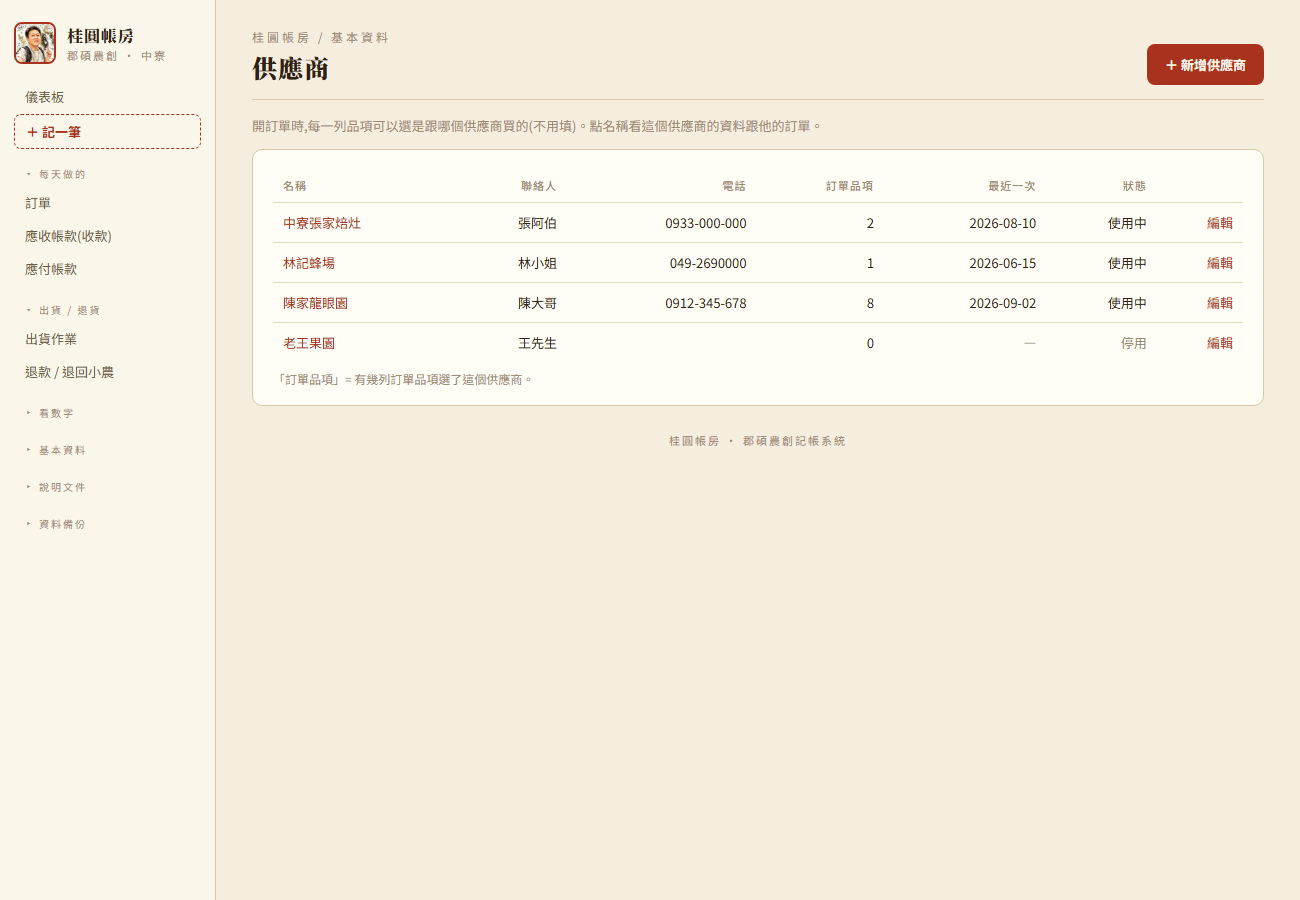 桂圓帳房
郡碩農創 · 中寮
儀表板
＋ 記一筆
每天做的
訂單
應收帳款(收款)
應付帳款
出貨 / 退貨
出貨作業
退款 / 退回小農
看數字
基本資料
說明文件
資料備份
桂圓帳房 / 基本資料
供應商
＋ 新增供應商
開訂單時,每一列品項可以選是跟哪個供應商買的(不用填)。點名稱看這個供應商的資料跟他的訂單。
名稱 聯絡人 電話 訂單品項 最近一次 狀態
中寮張家焙灶 張阿伯 0933-000-000 2 2026-08-10 使用中 編輯
林記蜂場 林小姐 049-2690000 1 2026-06-15 使用中 編輯
陳家龍眼園 陳大哥 0912-345-678 8 2026-09-02 使用中 編輯
老王果園 王先生 0 — 停用 編輯
「訂單品項」= 有幾列訂單品項選了這個供應商。
桂圓帳房 · 郡碩農創記帳系統